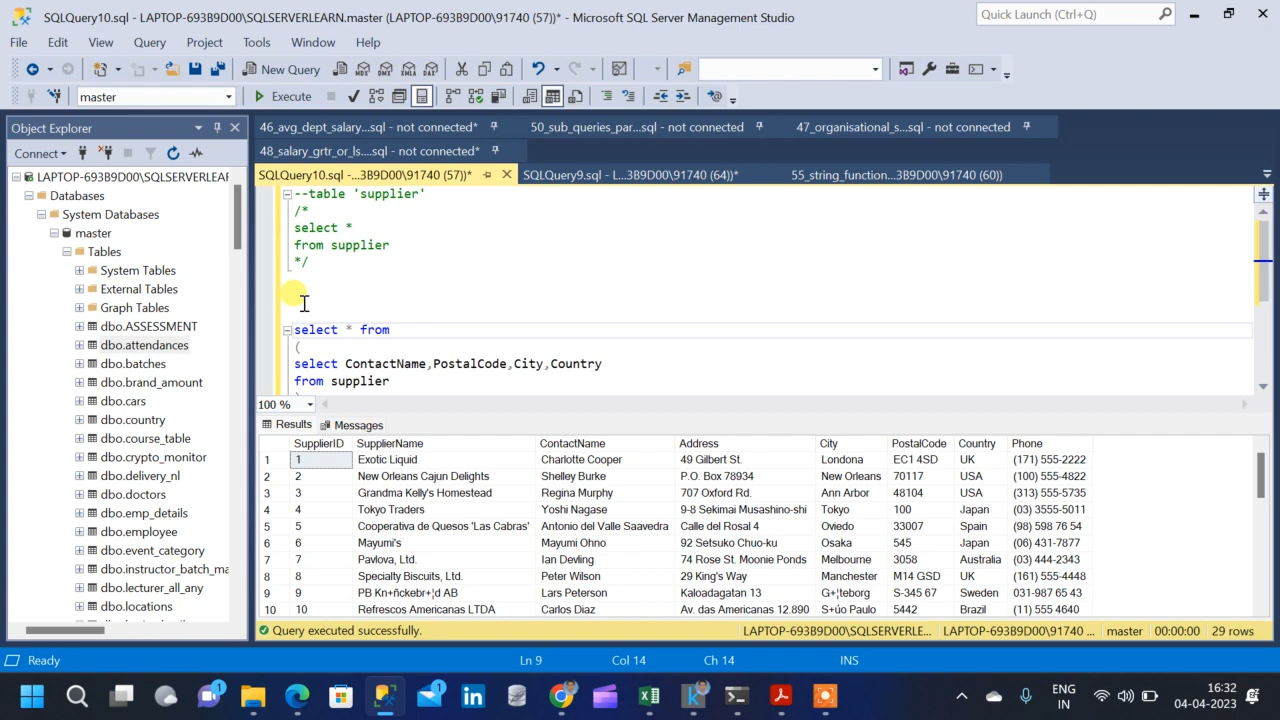 SQLQuery10.sql - LAPTOP-693B9D00\SQLSERVERLEARN.master (LAPTOP-693B9D00\91740 (57))* - Microsoft SQL Server Management Studio
Quick Launch (Ctrl+Q)
File Edit View Query Project Tools Window Help
New Query MDX DMX XMLA DAX
master Execute
Object Explorer
46_avg_dept_salary,...sql - not connected* 50_sub_queries_par...sql - not connected 47_organisational_s...sql - not connected
48_salary_grtr_or_ls....sql - not connected*
SQLQuery10.sql -...3B9D00\91740 (57))* SQLQuery9.sql - L...3B9D00\91740 (64))* 55_string_function...3B9D00\91740 (60))
Connect
LAPTOP-693B9D00\SQLSERVERLEAR
Databases
System Databases
master
Tables
System Tables
External Tables
Graph Tables
dbo.ASSESSMENT
dbo.attendances
dbo.batches
dbo.brand_amount
dbo.cars
dbo.country
dbo.course_table
dbo.crypto_monitor
dbo.delivery_nl
dbo.doctors
dbo.emp_details
dbo.employee
dbo.event_category
dbo.instructor_batch_ma
dbo.lecturer_all_any
dbo.locations
--table 'supplier'
/*
select *
from supplier
*/
select * from
(
select ContactName,PostalCode,City,Country
from supplier
100 %
Results Messages
SupplierID SupplierName ContactName Address City PostalCode Country Phone
1 1 Exotic Liquid Charlotte Cooper 49 Gilbert St. Londona EC1 4SD UK (171) 555-2222
2 2 New Orleans Cajun Delights Shelley Burke P.O. Box 78934 New Orleans 70117 USA (100) 555-4822
3 3 Grandma Kelly's Homestead Regina Murphy 707 Oxford Rd. Ann Arbor 48104 USA (313) 555-5735
4 4 Tokyo Traders Yoshi Nagase 9-8 Sekimai Musashino-shi Tokyo 100 Japan (03) 3555-5011
5 5 Cooperativa de Quesos 'Las Cabras' Antonio del Valle Saavedra Calle del Rosal 4 Oviedo 33007 Spain (98) 598 76 54
6 6 Mayumi's Mayumi Ohno 92 Setsuko Chuo-ku Osaka 545 Japan (06) 431-7877
7 7 Pavlova, Ltd. Ian Devling 74 Rose St. Moonie Ponds Melbourne 3058 Australia (03) 444-2343
8 8 Specialty Biscuits, Ltd. Peter Wilson 29 King's Way Manchester M14 GSD UK (161) 555-4448
9 9 PB Kn+ñckebr+¦d AB Lars Peterson Kaloadagatan 13 G+¦teborg S-345 67 Sweden 031-987 65 43
10 10 Refrescos Americanas LTDA Carlos Diaz Av. das Americanas 12.890 S+úo Paulo 5442 Brazil (11) 555 4640
Query executed successfully. LAPTOP-693B9D00\SQLSERVERLE... LAPTOP-693B9D00\91740 ... master 00:00:00 29 rows
Ready Ln 9 Col 14 Ch 14 INS
ENG
IN
16:32
04-04-2023